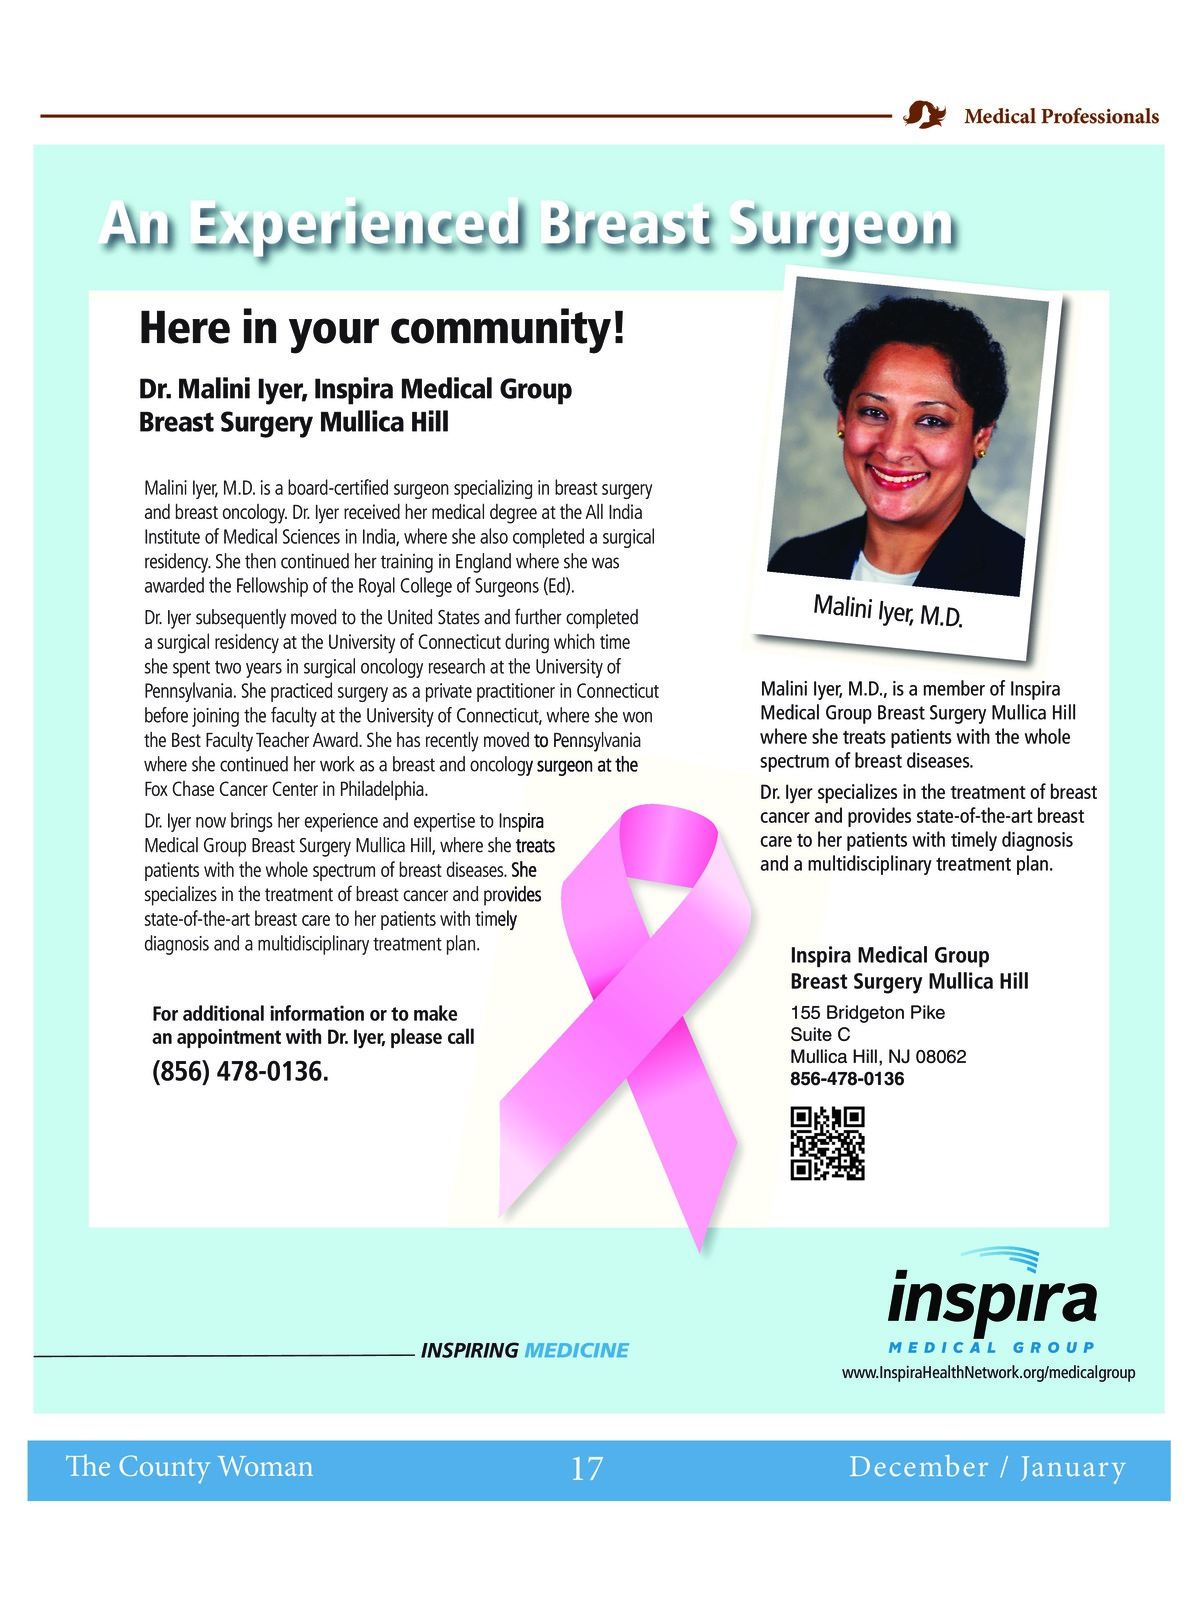 Medical Professionals
An Experienced Breast Surgeon
Here in your community!
Dr. Malini Iyer, Inspira Medical Group
Breast Surgery Mullica Hill
Malini Iyer, M.D. is a board-certified surgeon specializing in breast surgery
and breast oncology. Dr. Iyer received her medical degree at the All India
Institute of Medical Sciences in India, where she also completed a surgical
residency. She then continued her training in England where she was
awarded the Fellowship of the Royal College of Surgeons (Ed).
Dr. Iyer subsequently moved to the United States and further completed
a surgical residency at the University of Connecticut during which time
she spent two years in surgical oncology research at the University of
Pennsylvania. She practiced surgery as a private practitioner in Connecticut
before joining the faculty at the University of Connecticut, where she won
the Best Faculty Teacher Award. She has recently moved to Pennsylvania
where she continued her work as a breast and oncology surgeon at the
Fox Chase Cancer Center in Philadelphia.
Dr. Iyer now brings her experience and expertise to Inspira
Medical Group Breast Surgery Mullica Hill, where she treats
patients with the whole spectrum of breast diseases. She
specializes in the treatment of breast cancer and provides
state-of-the-art breast care to her patients with timely
diagnosis and a multidisciplinary treatment plan.
For additional information or to make
an appointment with Dr. Iyer, please call
(856) 478-0136.
Malini Iyer, M.D.
Malini Iyer, M.D., is a member of Inspira
Medical Group Breast Surgery Mullica Hill
where she treats patients with the whole
spectrum of breast diseases.
Dr. Iyer specializes in the treatment of breast
cancer and provides state-of-the-art breast
care to her patients with timely diagnosis
and a multidisciplinary treatment plan.
Inspira Medical Group
Breast Surgery Mullica Hill
155 Bridgeton Pike
Suite C
Mullica Hill, NJ 08062
856-478-0136
INSPIRING MEDICINE
inspira
MEDICAL GROUP
www.InspiraHealthNetwork.org/medicalgroup
The County Woman
17
December / January